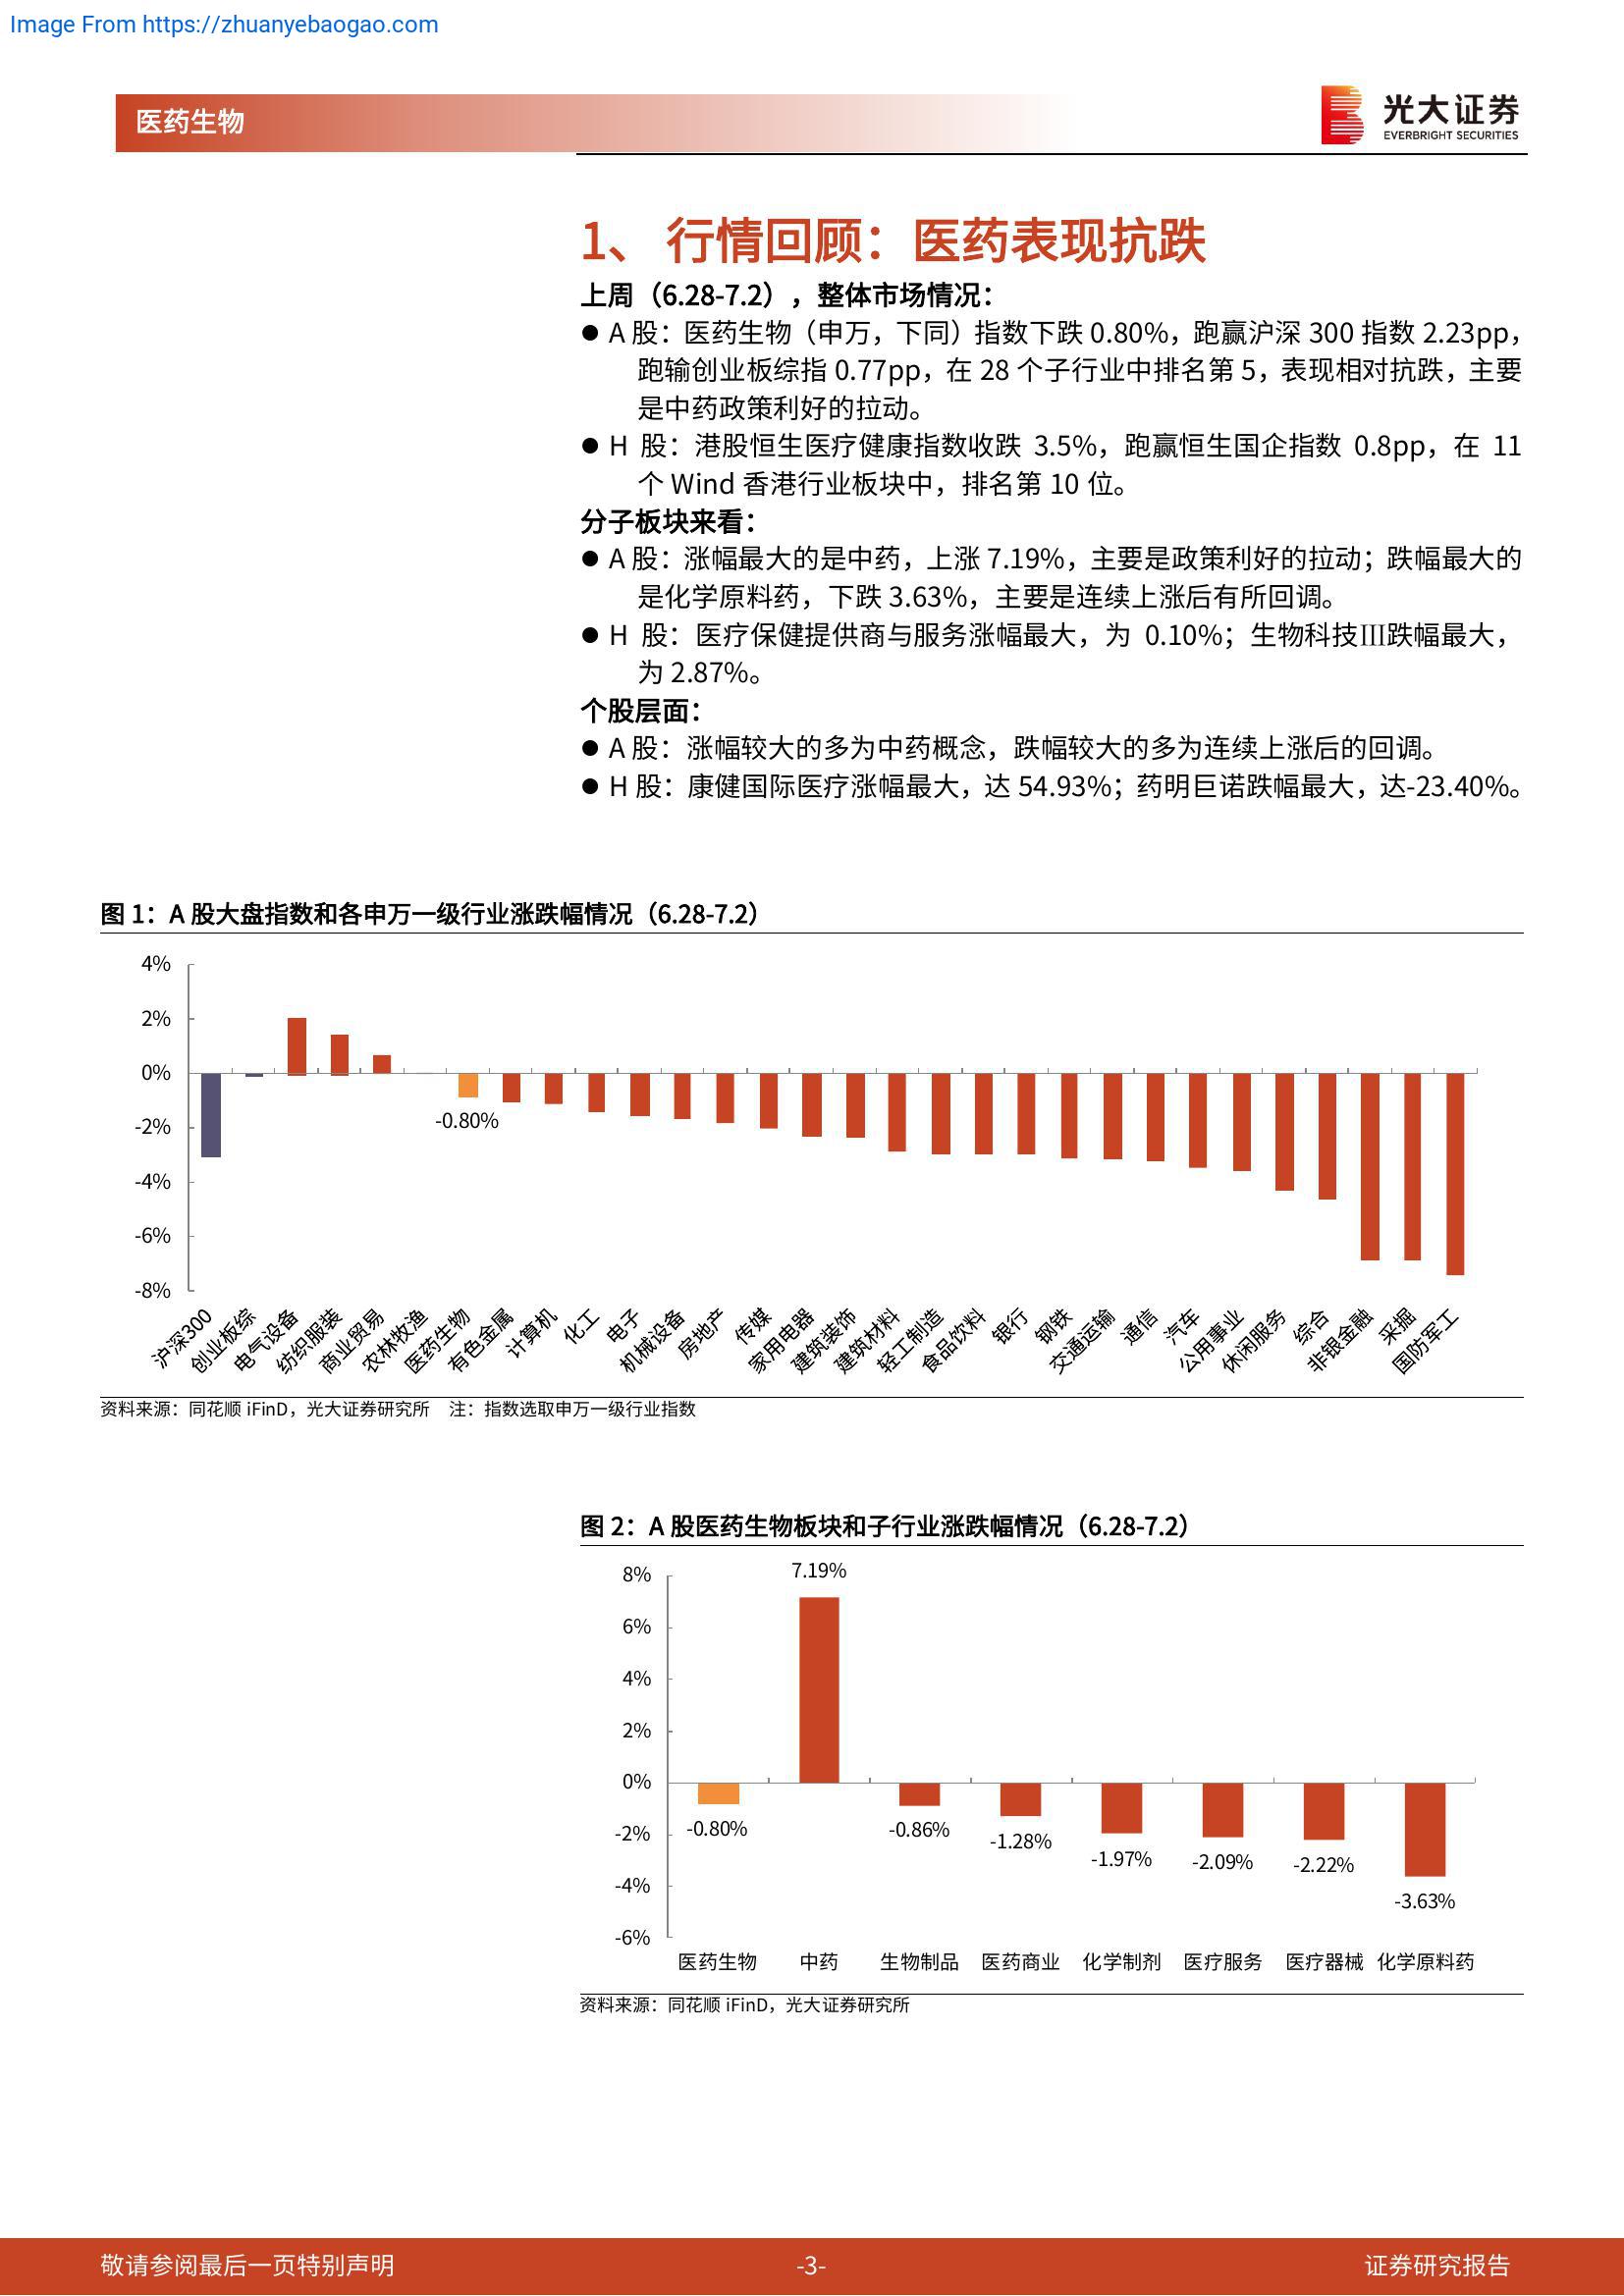 Image From https://zhuanyebaogao.com
医药生物
光大证券
EVERBRIGHT SECURITIES
1、 行情回顾：医药表现抗跌
上周（6.28-7.2），整体市场情况：
● A 股：医药生物（申万，下同）指数下跌 0.80%，跑赢沪深 300 指数 2.23pp，
跑输创业板综指 0.77pp，在 28 个子行业中排名第 5，表现相对抗跌，主要
是中药政策利好的拉动。
● H 股：港股恒生医疗健康指数收跌 3.5%，跑赢恒生国企指数 0.8pp，在 11
个 Wind 香港行业板块中，排名第 10 位。
分子板块来看：
● A 股：涨幅最大的是中药，上涨 7.19%，主要是政策利好的拉动；跌幅最大的
是化学原料药，下跌 3.63%，主要是连续上涨后有所回调。
● H 股：医疗保健提供商与服务涨幅最大，为 0.10%；生物科技Ⅲ跌幅最大，
为 2.87%。
个股层面：
● A 股：涨幅较大的多为中药概念，跌幅较大的多为连续上涨后的回调。
● H 股：康健国际医疗涨幅最大，达 54.93%；药明巨诺跌幅最大，达-23.40%。
图 1：A 股大盘指数和各申万一级行业涨跌幅情况（6.28-7.2）
4%
2%
0%
-2%
-4%
-6%
-8%
-0.80%
沪深300
创业板综
电气设备
纺织服装
商业贸易
农林牧渔
医药生物
有色金属
计算机
化工
电子
机械设备
房地产
传媒
家用电器
建筑装饰
建筑材料
轻工制造
食品饮料
银行
钢铁
交通运输
通信
汽车
公用事业
休闲服务
综合
非银金融
采掘
国防军工
资料来源：同花顺 iFinD，光大证券研究所 注：指数选取申万一级行业指数
图 2：A 股医药生物板块和子行业涨跌幅情况（6.28-7.2）
8%
6%
4%
2%
0%
-2%
-4%
-6%
-0.80%
7.19%
-0.86%
-1.28%
-1.97%
-2.09%
-2.22%
-3.63%
医药生物
中药
生物制品
医药商业
化学制剂
医疗服务
医疗器械
化学原料药
资料来源：同花顺 iFinD，光大证券研究所
敬请参阅最后一页特别声明
-3-
证券研究报告